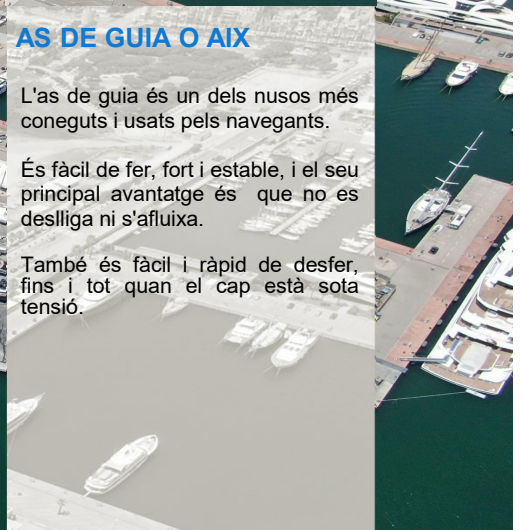 AS DE GUIA O AIX
L'as de guia és un dels nusos més
coneguts i usats pels navegants.
És fàcil de fer, fort i estable, i el seu
principal avantatge és que no es
deslliga ni s'afluixa.
També és fàcil i ràpid de desfer,
fins i tot quan el cap està sota
tensió.